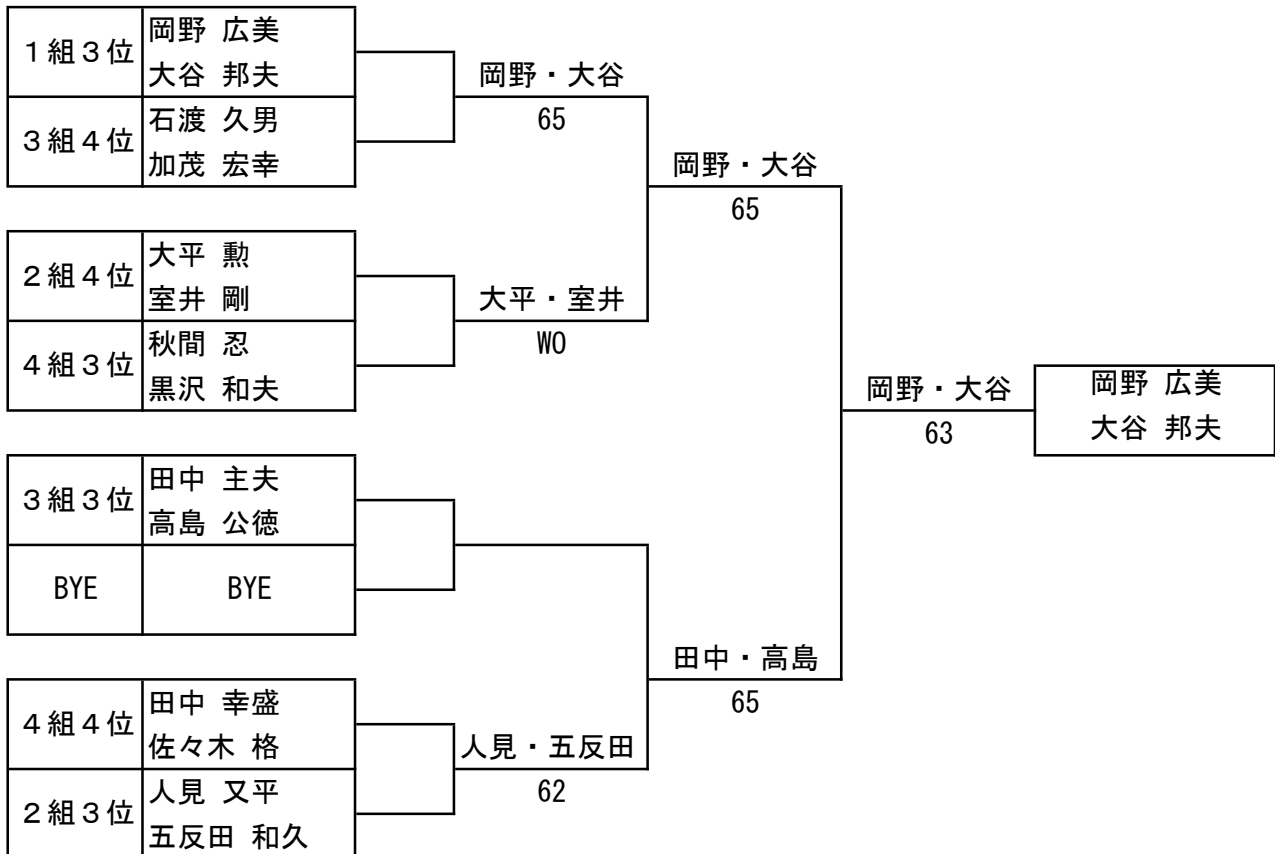 １組３位
岡野 広美
大谷 邦夫
３組４位
石渡 久男
加茂 宏幸
２組４位
大平 勲
室井 剛
４組３位
秋間 忍
黒沢 和夫
３組３位
田中 主夫
高島 公徳
BYE
BYE
４組４位
田中 幸盛
佐々木 格
２組３位
人見 又平
五反田 和久
岡野・大谷
65
大平・室井
WO
人見・五反田
62
岡野・大谷
65
田中・高島
65
岡野・大谷
63
岡野 広美
大谷 邦夫